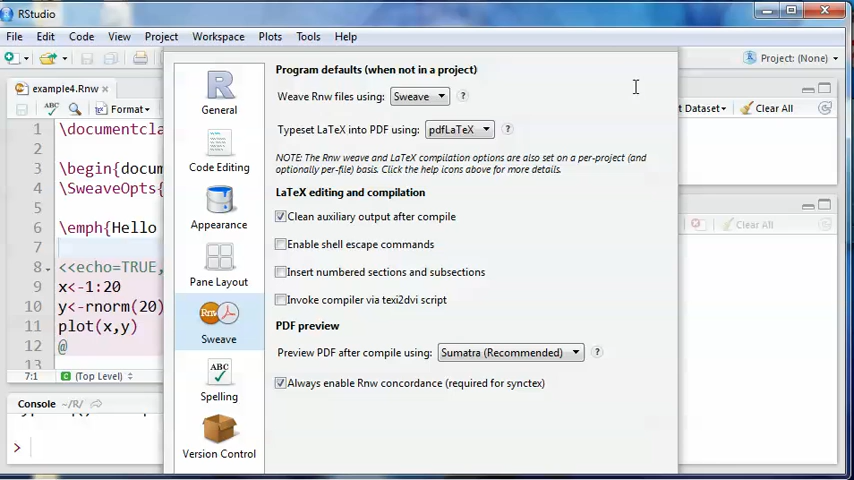 RStudio
File Edit Code View Project Workspace Plots Tools Help
Project: (None)
example4.Rnw
Format
1 \documentcla
2
3 \begin{docum
4 \SweaveOpts{
5
6 \emph{Hello
7
8 <<echo=TRUE,
9 x<-1:20
10 y<-rnorm(20)
11 plot(x,y)
12 @
13
7:1 (Top Level)
Console ~/R/
>
General
Code Editing
Appearance
Pane Layout
Rnw
Sweave
ABC
Spelling
Version Control
Program defaults (when not in a project)
Weave Rnw files using: Sweave ?
Typeset LaTeX into PDF using: pdfLaTeX ?
NOTE: The Rnw weave and LaTeX compilation options are also set on a per-project (and
optionally per-file) basis. Click the help icons above for more details.
LaTeX editing and compilation
Clean auxiliary output after compile
Enable shell escape commands
Insert numbered sections and subsections
Invoke compiler via texi2dvi script
PDF preview
Preview PDF after compile using: Sumatra (Recommended) ?
Always enable Rnw concordance (required for synctex)
Dataset Clear All
Clear All